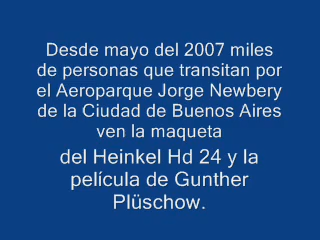 Desde mayo del 2007 miles
de personas que transitan por
el Aeroparque Jorge Newbery
de la Ciudad de Buenos Aires
ven la maqueta
del Heinkel Hd 24 y la
película de Gunther
Plüschow.